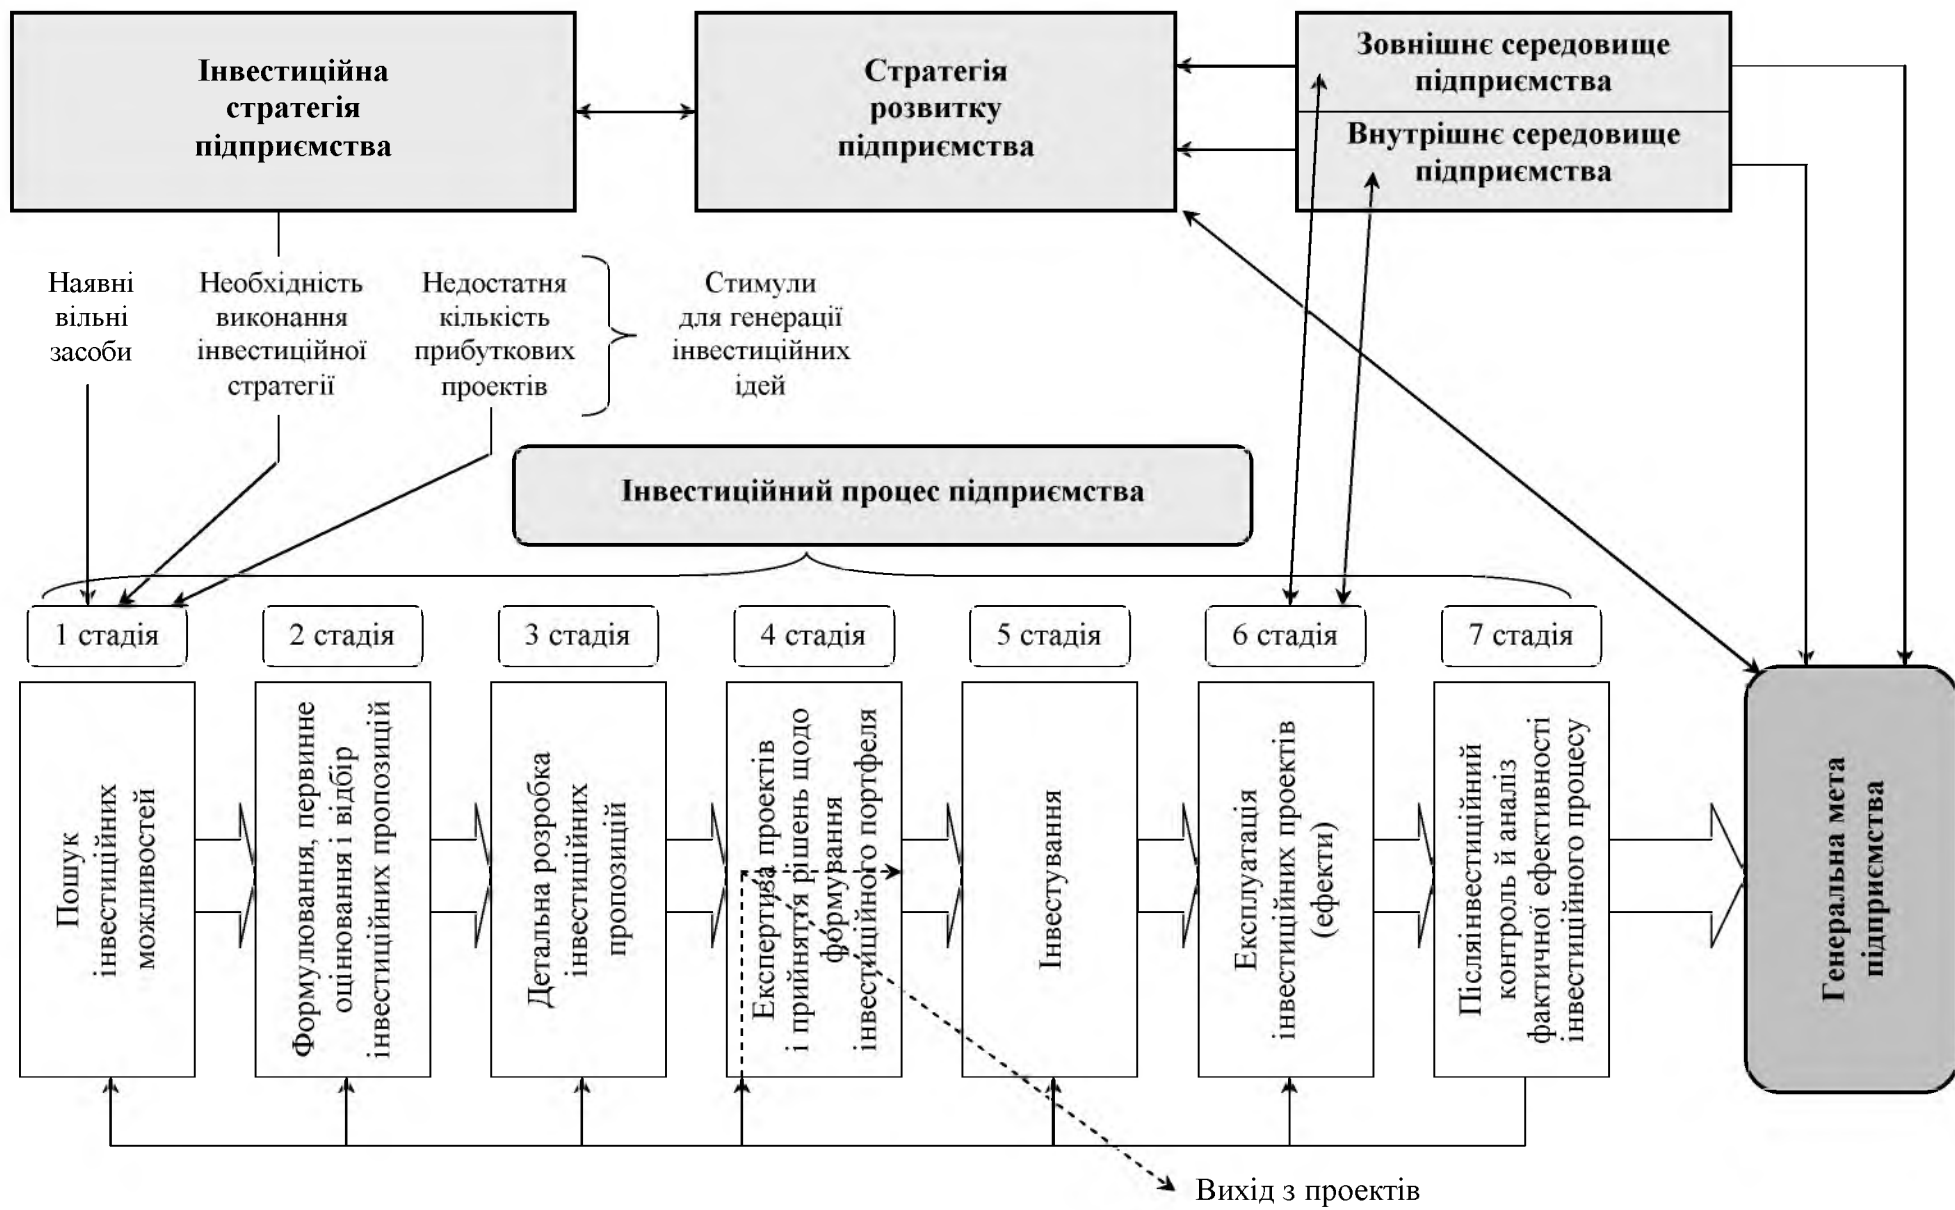 Інвестиційна
стратегія
підприємства
Стратегія
розвитку
підприємства
Зовнішнє середовище
підприємства
Внутрішнє середовище
підприємства
Наявні
вільні
засоби
Необхідність
виконання
інвестиційної
стратегії
Недостатня
кількість
прибуткових
проектів
Стимули
для генерації
інвестиційних
ідей
Інвестиційний процес підприємства
1 стадія
2 стадія
3 стадія
4 стадія
5 стадія
6 стадія
7 стадія
Пошук
інвестиційних
можливостей
Формулювання, первинне
оцінювання і відбір
інвестиційних пропозицій
Детальна розробка
інвестиційних
пропозицій
Експертиза проектів
і прийняття рішень щодо
формування
інвестиційного портфеля
Інвестування
Експлуатація
інвестиційних проектів
(ефекти)
Післяінвестиційний
контроль й аналіз
фактичної ефективності
інвестиційного процесу
Генеральна мета
підприємства
Вихід з проектів